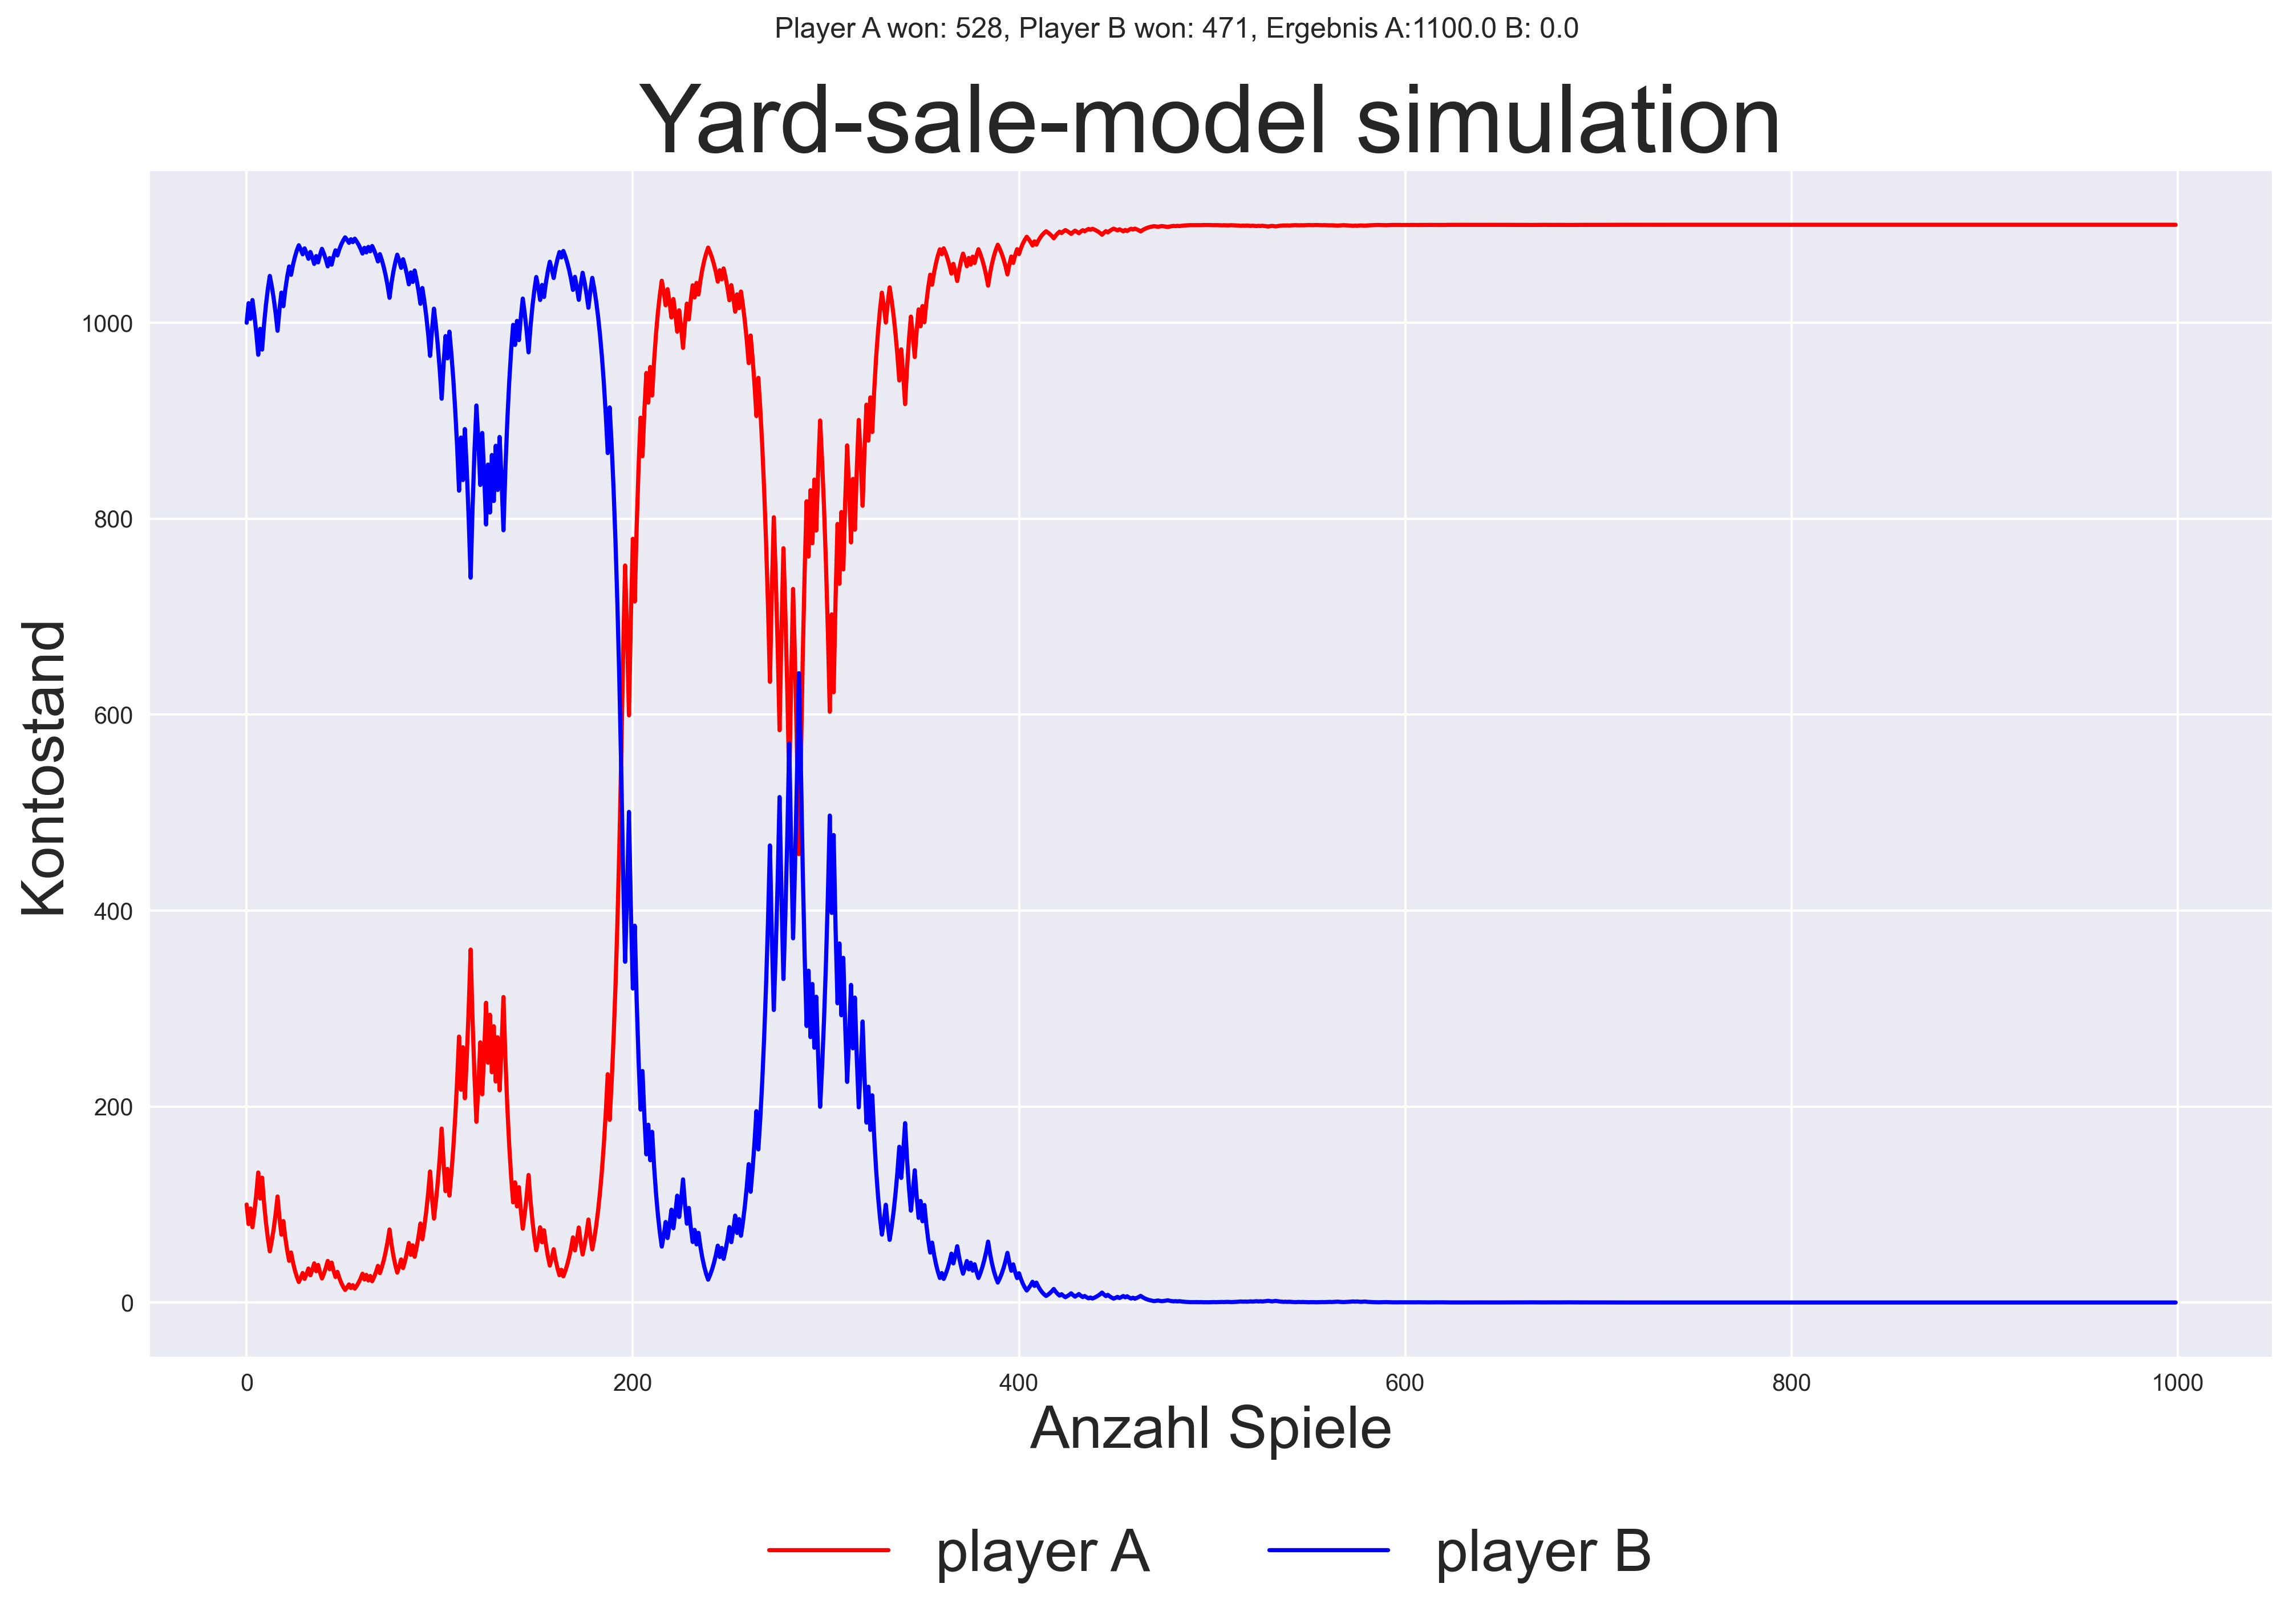 Player A won: 528, Player B won: 471, Ergebnis A:1100.0 B: 0.0
Yard-sale-model simulation
Kontostand
1000
800
600
400
200
0
0 200 400 600 800 1000
Anzahl Spiele
player A player B